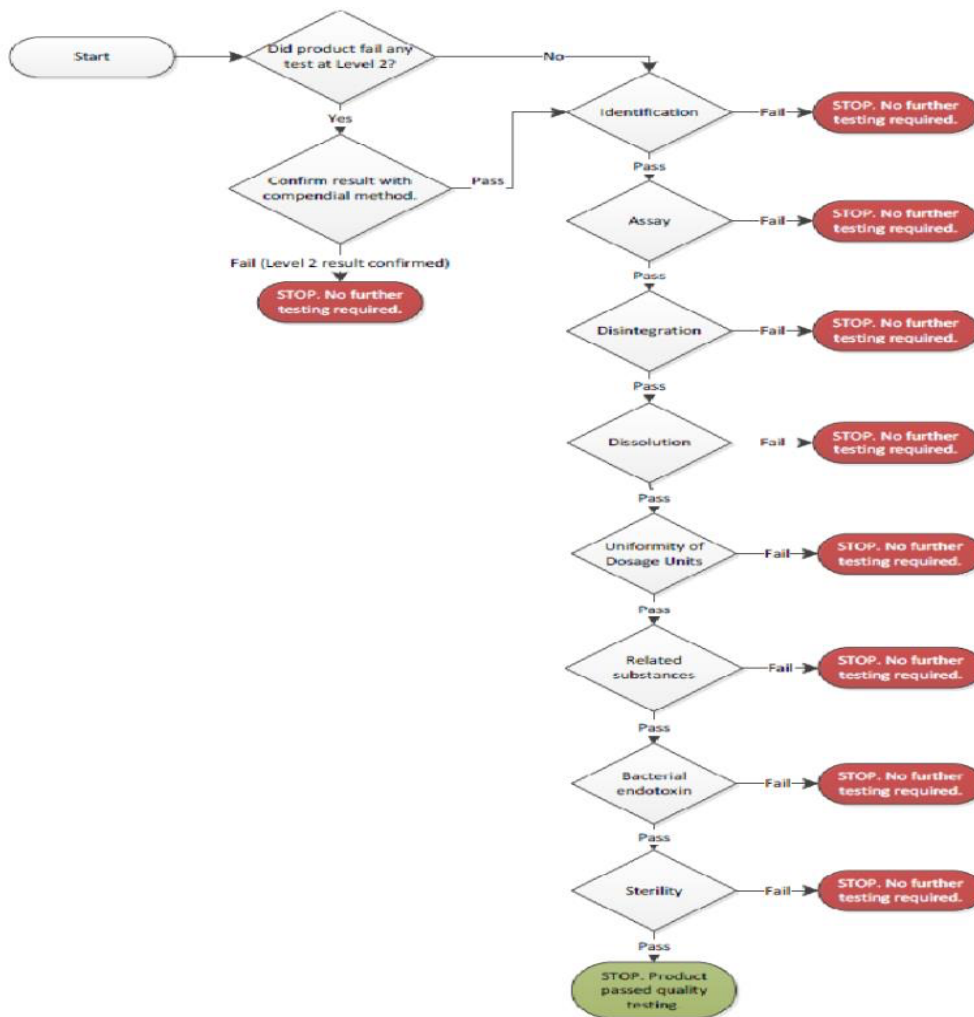 Start
Did product fail any
test at Level 2?
No
Yes
Confirm result with
compendial method.
Pass
Fail (Level 2 result confirmed)
STOP. No further
testing required.
Identification
Fail
STOP. No further
testing required.
Pass
Assay
Fail
STOP. No further
testing required.
Pass
Disintegration
Fail
STOP. No further
testing required.
Pass
Dissolution
Fail
STOP. No further
testing required.
Pass
Uniformity of
Dosage Units
Fail
STOP. No further
testing required.
Pass
Related
substances
Fail
STOP. No further
testing required.
Pass
Bacterial
endotoxin
Fail
STOP. No further
testing required.
Pass
Sterility
Fail
STOP. No further
testing required.
Pass
STOP. Product
passed quality
testing